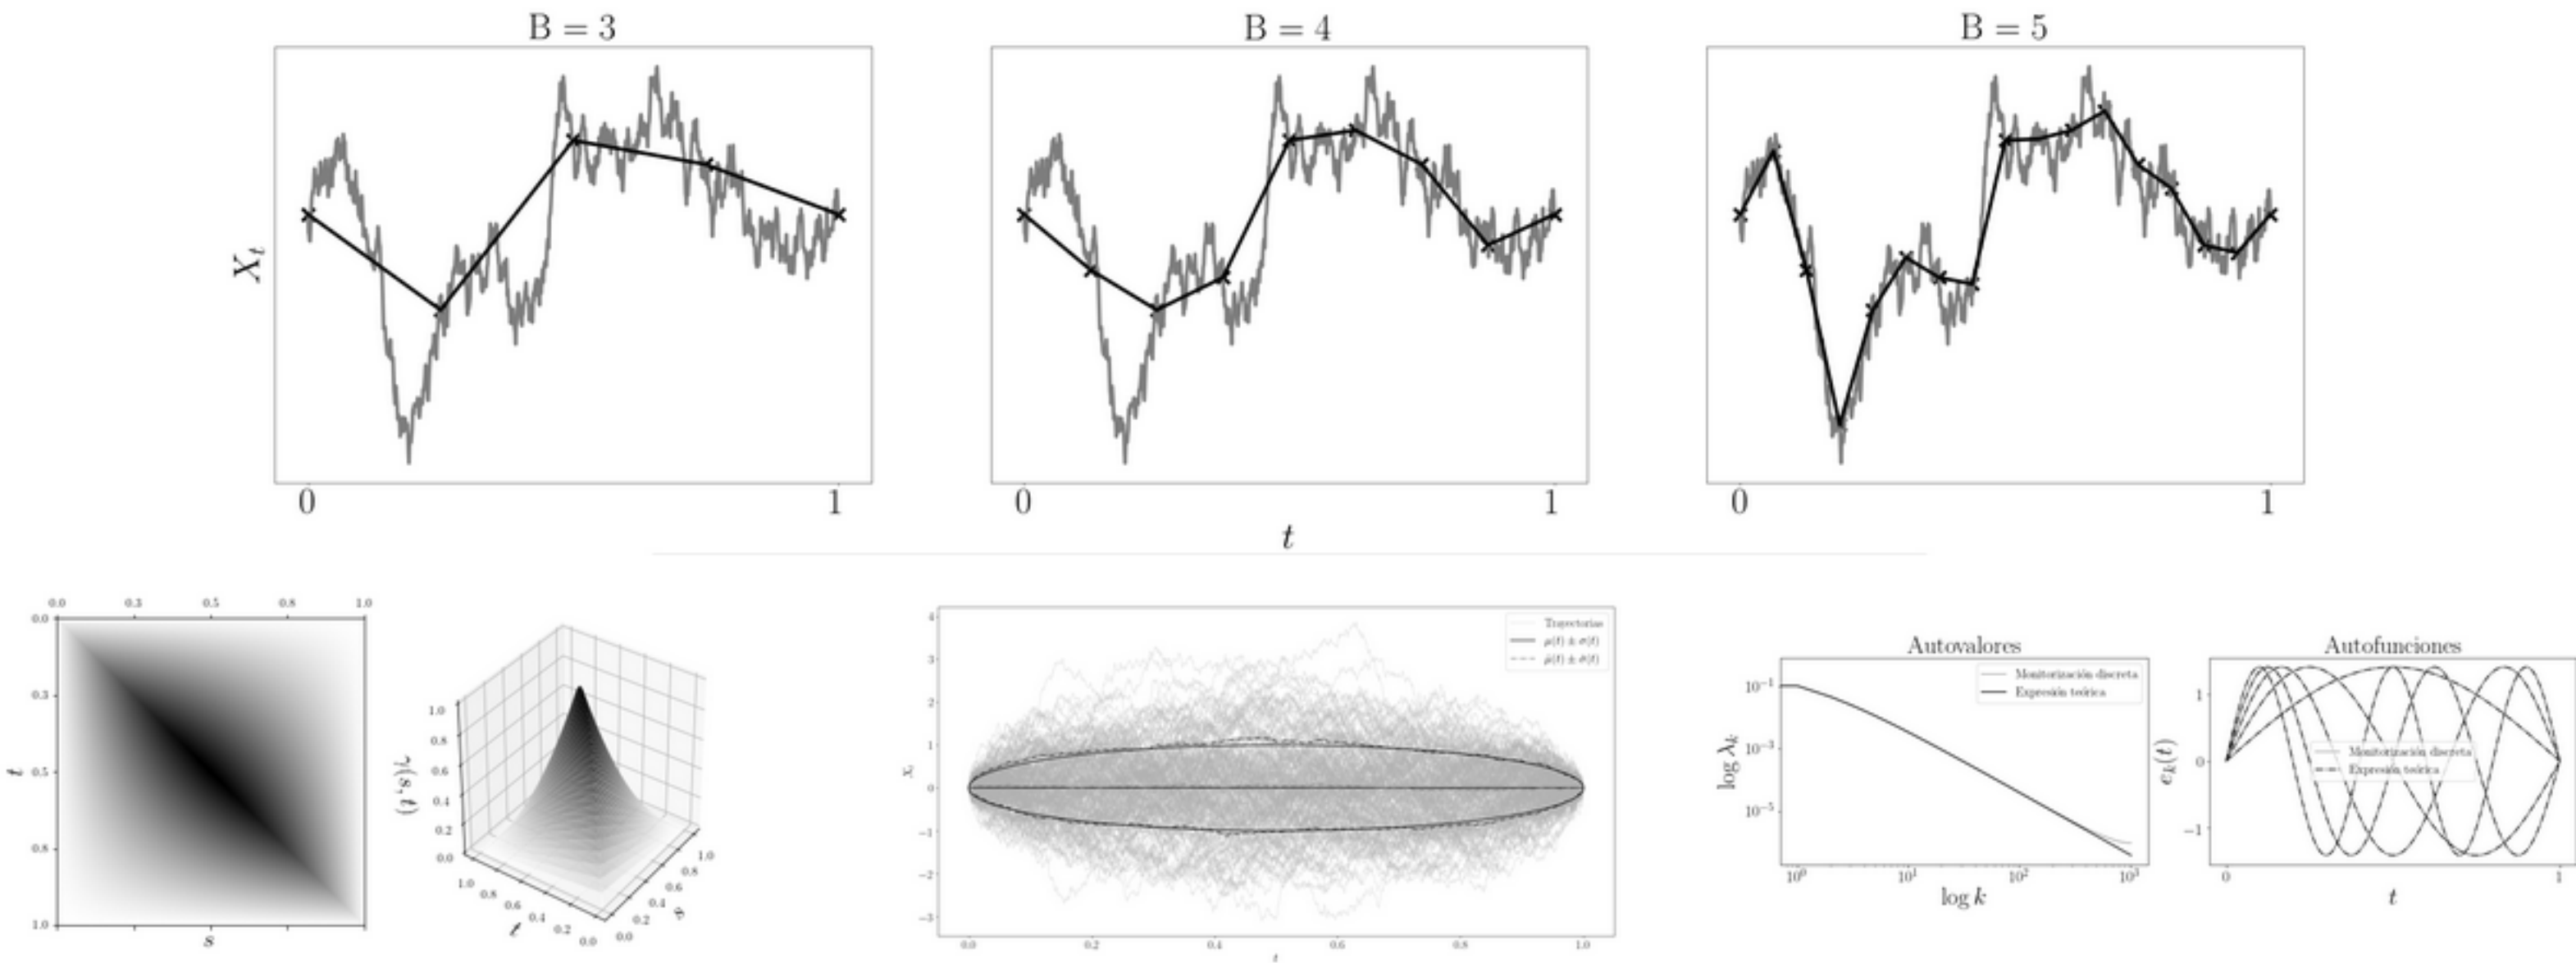 B = 3
B = 4
B = 5
X_t
0 1
0 1
0 1
t
0.0 0.3 0.5 0.8 1.0
0.0
0.3
0.5
0.8
1.0
t
s
γ(s, t)
1.0
0.8
0.6
0.4
0.2
0.0
1.0 0.8 0.6 0.4 0.2 0.0
t
0.0 0.2 0.4 0.6 0.8 1.0
s
4
3
2
1
0
−1
−2
−3
X_t
0.0 0.2 0.4 0.6 0.8 1.0
t
Trayectorias
μ(t) ± σ(t)
μ̂(t) ± σ̂(t)
Autovalores
Monitorización discreta
Expresión teórica
log λ_k
10^{-1}
10^{-3}
10^{-5}
10^0 10^1 10^2 10^3
log k
Autofunciones
e_k(t)
1
0
−1
Monitorización discreta
Expresión teórica
0 1
t